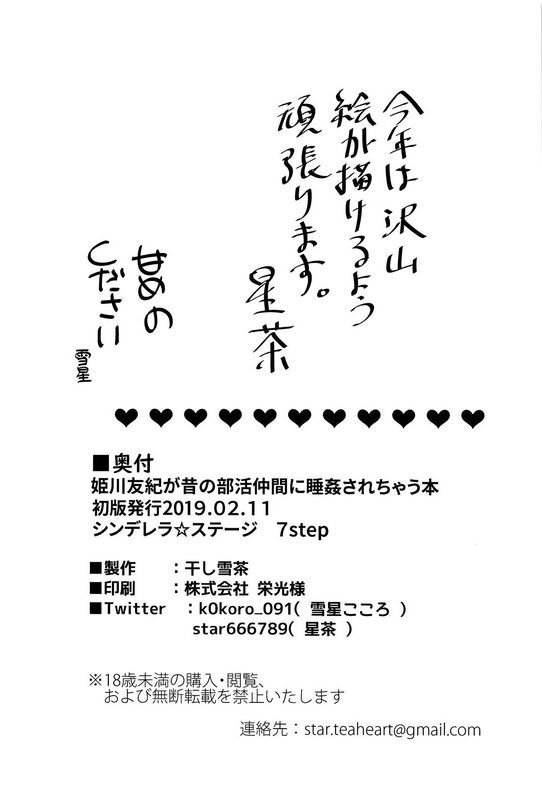 今年は沢山
絵が描けるよう
頑張ります。
星茶
甘めの
ください
雪星
■奥付
姫川友紀が昔の部活仲間に睡姦されちゃう本
初版発行2019.02.11
シンデレラ☆ステージ 7step
■製作 ：干し雪茶
■印刷 ：株式会社 栄光様
■Twitter ：k0koro_091( 雪星こころ )
star666789( 星茶 )
※18歳未満の購入・閲覧、
および無断転載を禁止いたします
連絡先：star.teaheart@gmail.com